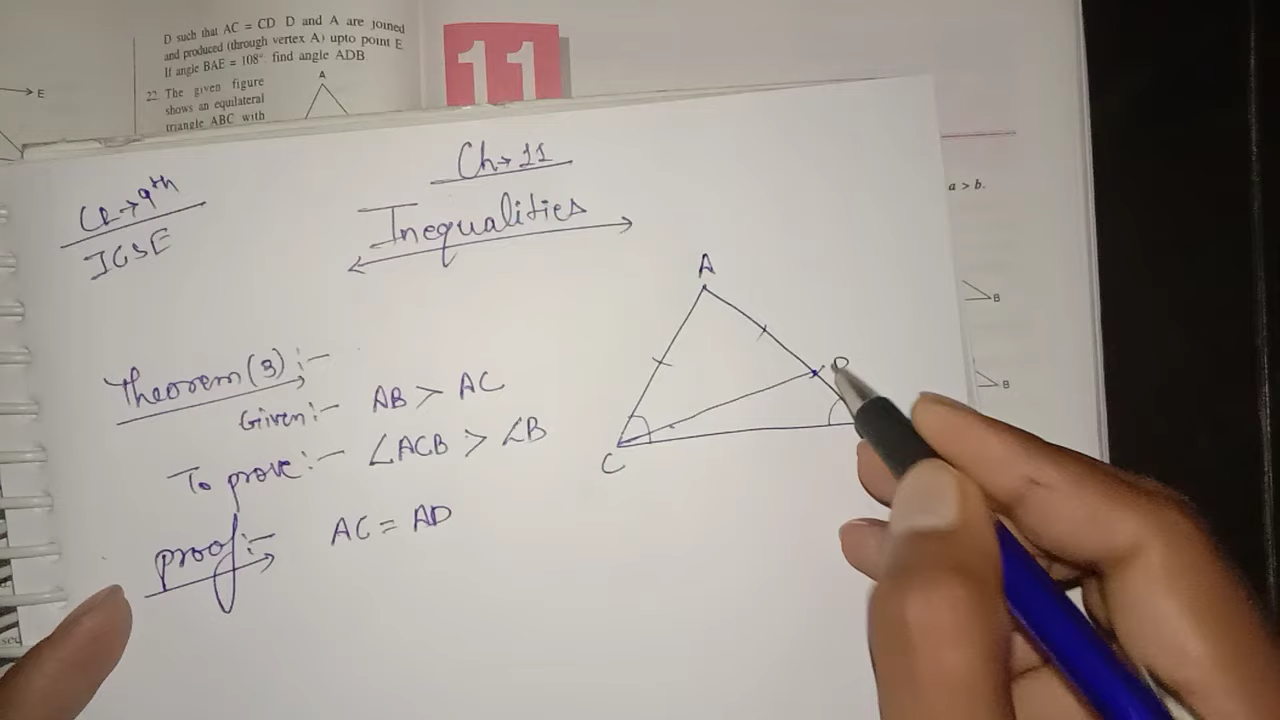 D such that AC = CD D and A are joined
and produced (through vertex A) upto point E
If angle BAE = 108° find angle ADB
22. The given figure
shows an equilateral
triangle ABC with
A
E
11
a > b.
B
B
Ch→11
Inequalities
Cl→9th
ICSE
Theorem(3):-
Given:- AB > AC
To prove:- ∠ACB > ∠B
Proof:- AC = AD
A
D
C